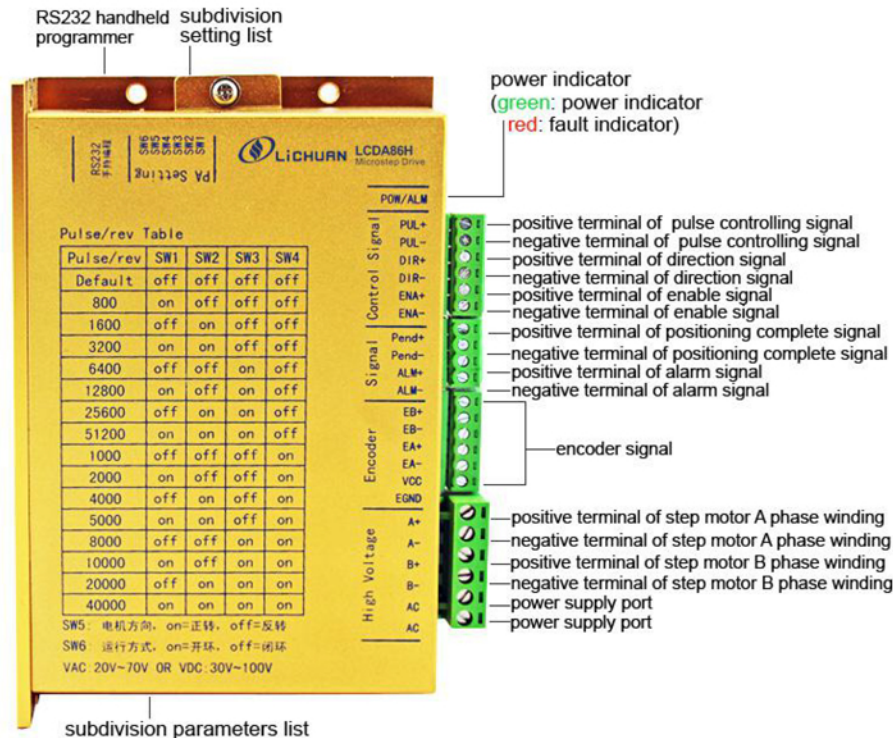 RS232 handheld
programmer
subdivision
setting list
power indicator
(green: power indicator
red: fault indicator)
RS232
手持编程
SW6
SW5
SW4
SW3
SW2
SW1
PA Setting
LiCHUAN LCDA86H
Microstep Drive
POW/ALM
Control Signal
PUL+ positive terminal of pulse controlling signal
PUL- negative terminal of pulse controlling signal
DIR+ positive terminal of direction signal
DIR- negative terminal of direction signal
ENA+ positive terminal of enable signal
ENA- negative terminal of enable signal
Signal
Pend+ positive terminal of positioning complete signal
Pend- negative terminal of positioning complete signal
ALM+ positive terminal of alarm signal
ALM- negative terminal of alarm signal
Encoder
EB+
EB-
EA+
EA-
VCC
EGND
encoder signal
High Voltage
A+ positive terminal of step motor A phase winding
A- negative terminal of step motor A phase winding
B+ positive terminal of step motor B phase winding
B- negative terminal of step motor B phase winding
AC power supply port
AC power supply port
Pulse/rev Table
Pulse/rev SW1 SW2 SW3 SW4
Default off off off off
800 on off off off
1600 off on off off
3200 on on off off
6400 off off on off
12800 on off on off
25600 off on on off
51200 on on on off
1000 off off off on
2000 on off off on
4000 off on off on
5000 on on off on
8000 off off on on
10000 on off on on
20000 off on on on
40000 on on on on
SW5: 电机方向, on=正转, off=反转
SW6: 运行方式, on=开环, off=闭环
VAC:20V~70V OR VDC:30V~100V
subdivision parameters list